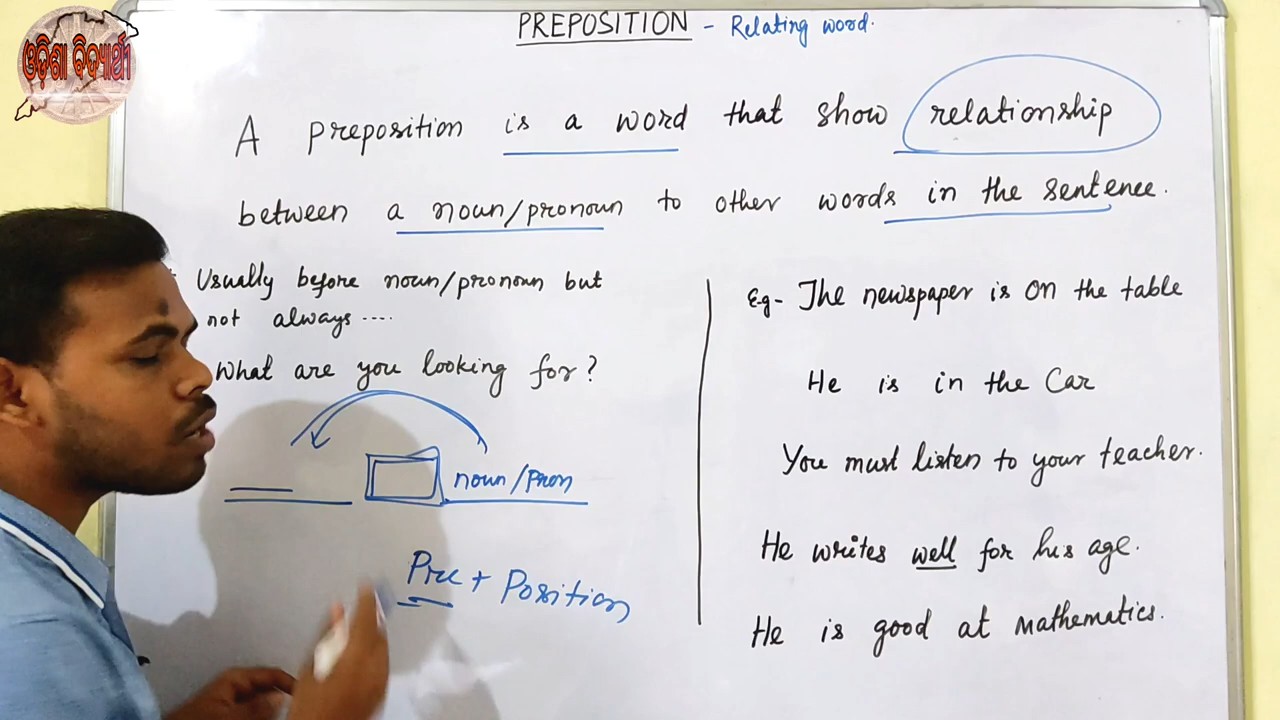 ଓଡ଼ିଶା ବିଦ୍ୟାର୍ଥୀ
PREPOSITION - Relating word.
A preposition is a word that show relationship
between a noun/pronoun to other words in the sentence.
Usually before noun/pronoun but
not always ....
What are you looking for?
noun/Pron
Pre + Position
Eg- The newspaper is on the table
He is in the Car
You must listen to your teacher.
He writes well for his age.
He is good at mathematics.